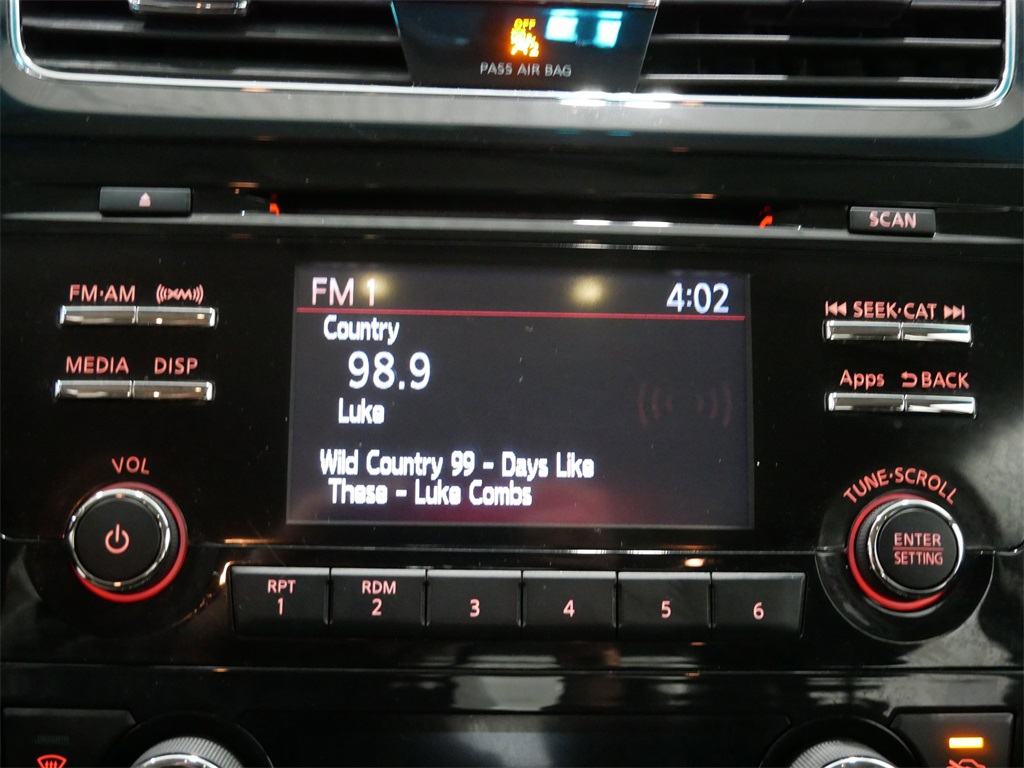 OFF
PASS AIR BAG
SCAN
FM·AM ((XM))
SEEK·CAT
MEDIA DISP
Apps BACK
FM 1 4:02
Country
98.9
Luke
Wild Country 99 - Days Like
These - Luke Combs
VOL
TUNE·SCROLL
ENTER
SETTING
RPT
1
RDM
2
3
4
5
6